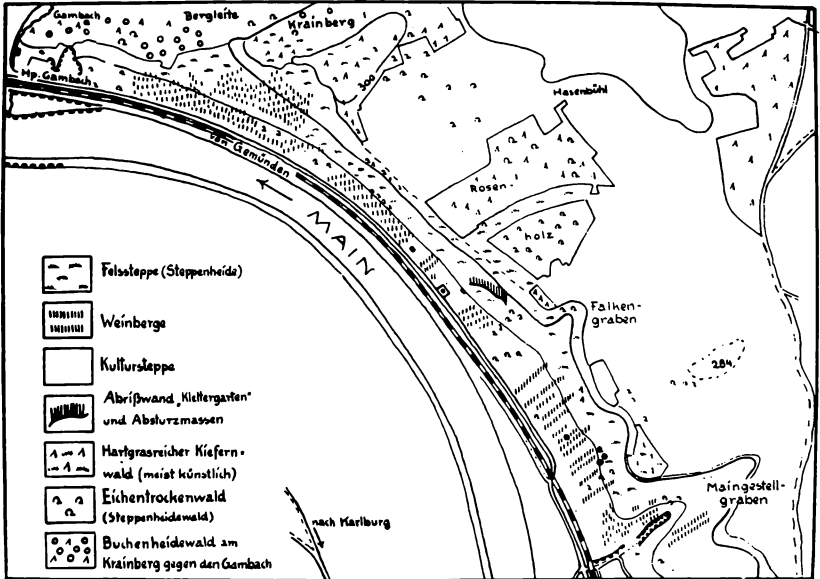 Gambach
Bergleite
Krainberg
Hp. Gambach
300
Hasenbühl
von Gemünden
Rosen-
MAIN
holz
Felssteppe (Steppenheide)
Weinberge
Falken-
graben
Kultursteppe
284
Abrißwand „Klettergarten"
und Absturzmassen
Hartgrasreicher Kiefern-
wald (meist künstlich)
Eichentrockenwald
(Steppenheidewald)
Maingestell-
graben
nach Karlburg
Buchenheidewald am
Krainberg gegen den Gambach